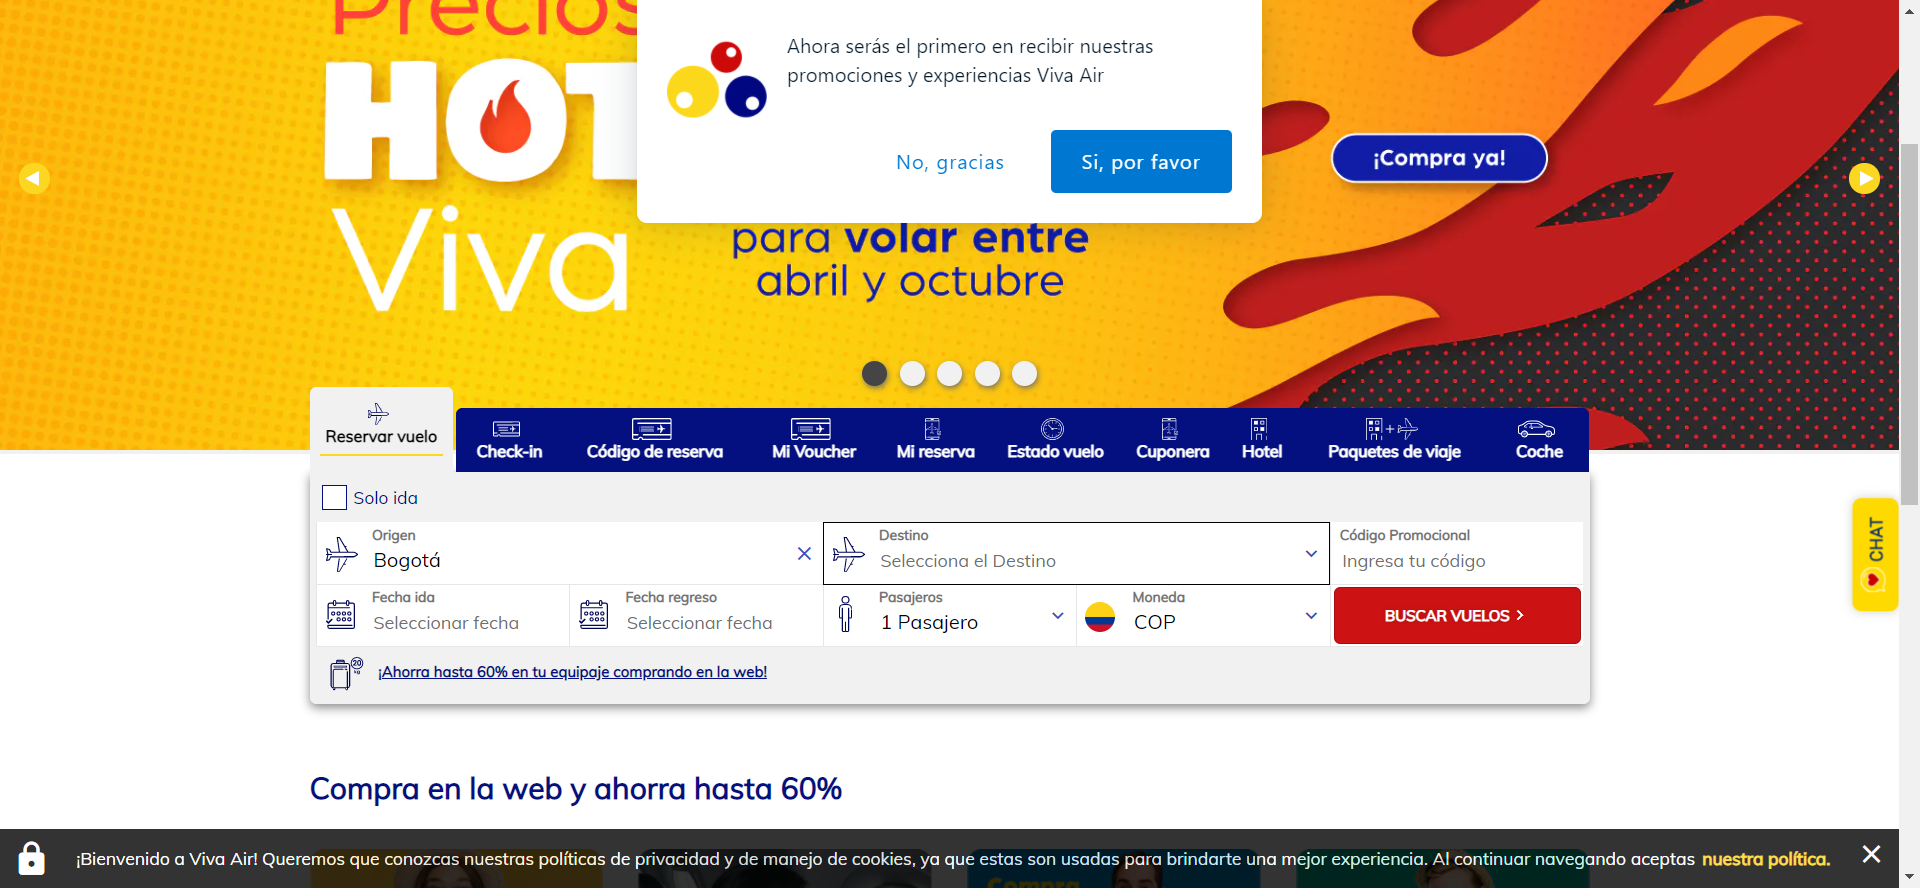 Precios
HOT
Viva
Ahora serás el primero en recibir nuestras
promociones y experiencias Viva Air
No, gracias
Si, por favor
¡Compra ya!
para volar entre
abril y octubre
Reservar vuelo
Check-in
Código de reserva
Mi Voucher
Mi reserva
Estado vuelo
Cuponera
Hotel
Paquetes de viaje
Coche
Solo ida
Origen
Bogotá
Destino
Selecciona el Destino
Código Promocional
Ingresa tu código
Fecha ida
Seleccionar fecha
Fecha regreso
Seleccionar fecha
Pasajeros
1 Pasajero
Moneda
COP
BUSCAR VUELOS >
20
¡Ahorra hasta 60% en tu equipaje comprando en la web!
CHAT
Compra en la web y ahorra hasta 60%
¡Bienvenido a Viva Air! Queremos que conozcas nuestras políticas de privacidad y de manejo de cookies, ya que estas son usadas para brindarte una mejor experiencia. Al continuar navegando aceptas nuestra política.
Compra